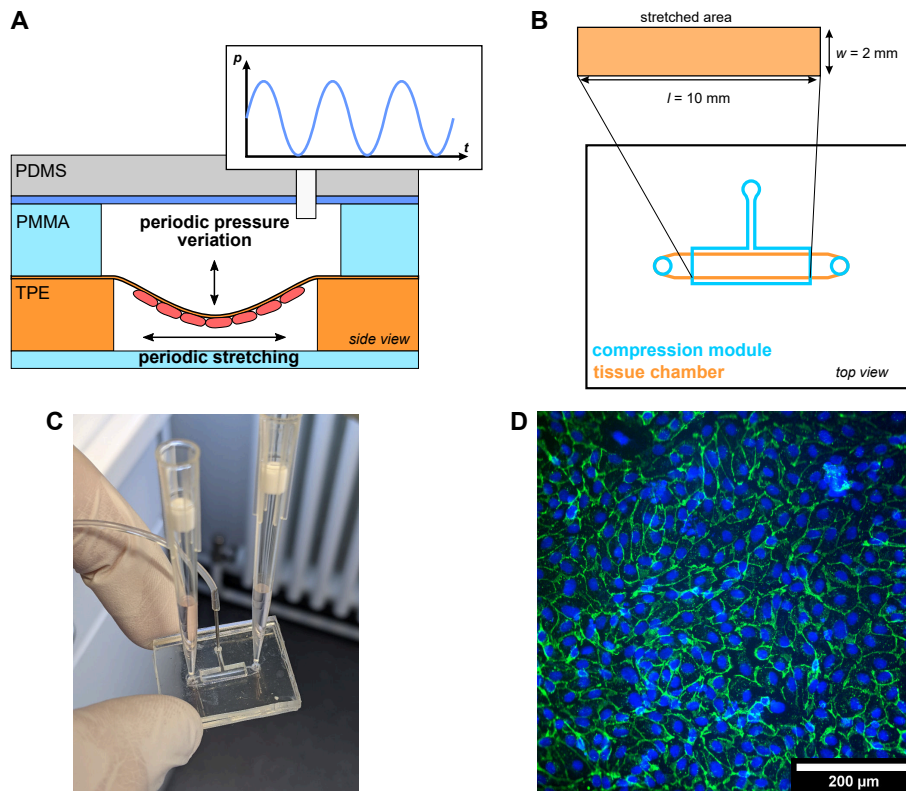 A
p
t
PDMS
PMMA
periodic pressure
veriation
TPE
side view
periodic stretching
B
stretched area
w = 2 mm
l = 10 mm
compression module
tissue chamber
top view
C
D
200 µm